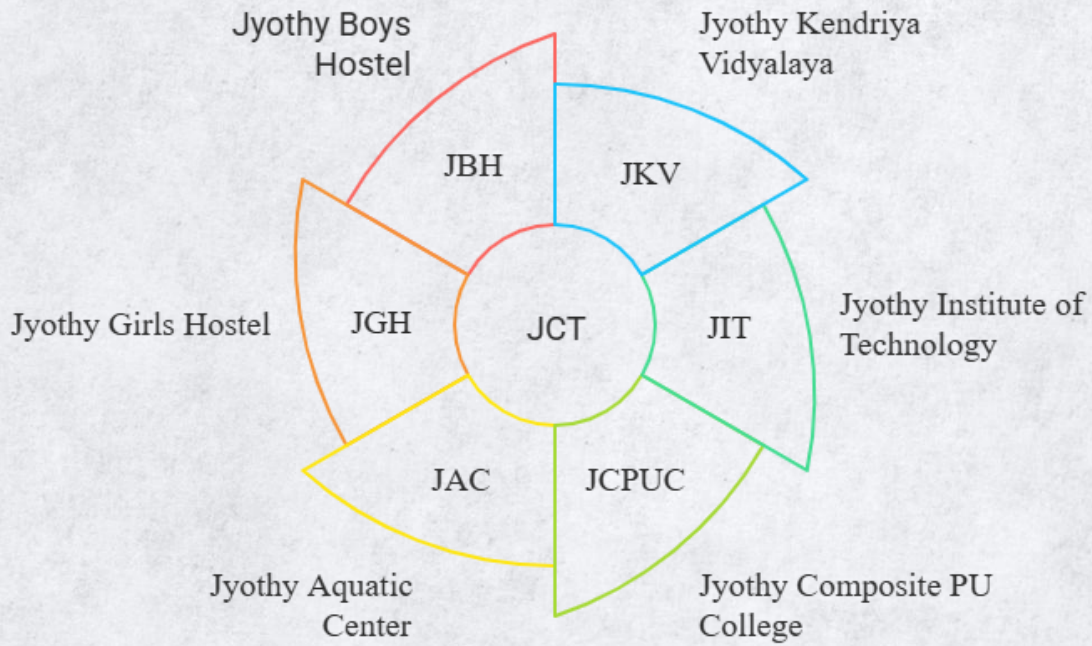 Jyothy Boys
Hostel
Jyothy Kendriya
Vidyalaya
JBH
JKV
Jyothy Girls Hostel
JGH
JCT
JIT
Jyothy Institute of
Technology
JAC
JCPUC
Jyothy Aquatic
Center
Jyothy Composite PU
College